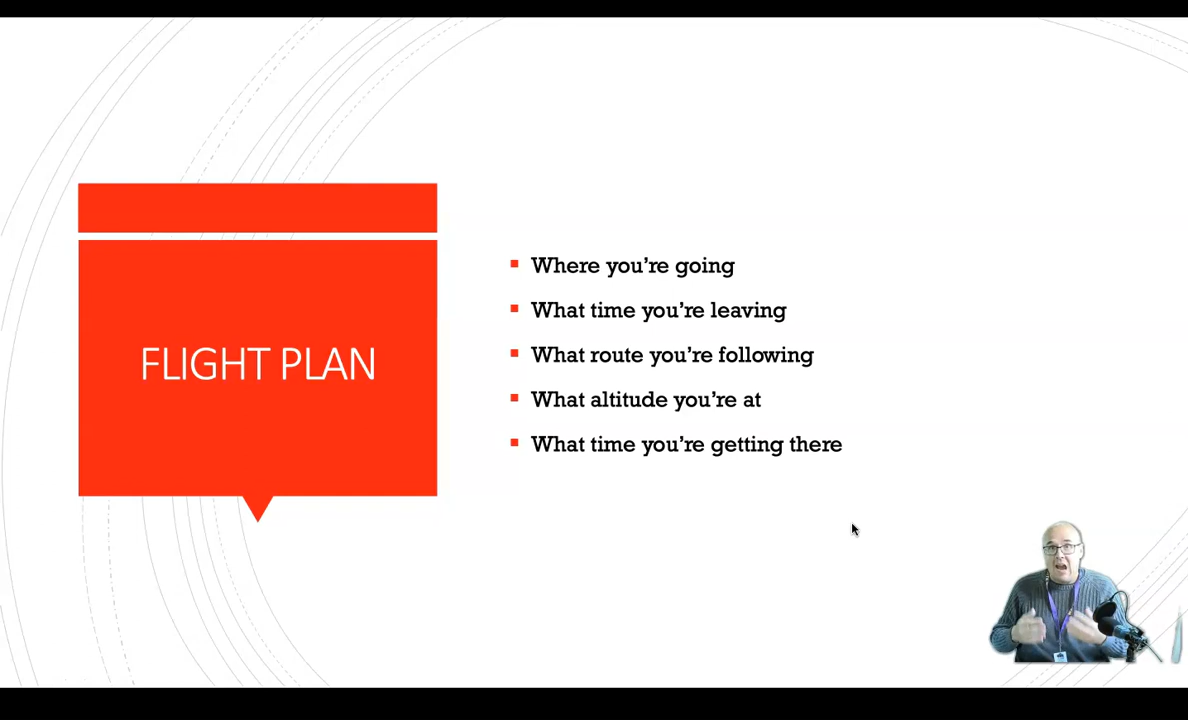 FLIGHT PLAN
Where you’re going
What time you’re leaving
What route you’re following
What altitude you’re at
What time you’re getting there